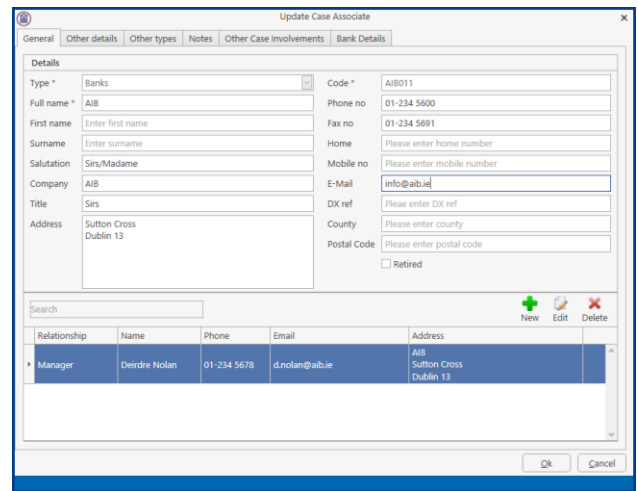 Update Case Associate
General Other details Other types Notes Other Case Involvements Bank Details
Details
Type * Banks Code * AIB011
Full name * AIB Phone no 01-234 5600
First name Enter first name Fax no 01-234 5691
Surname Enter surname Home Please enter home number
Salutation Sirs/Madame Mobile no Please enter mobile number
Company AIB E-Mail info@aib.ie
Title Sirs DX ref Pleae enter DX ref
Address Sutton Cross County Please enter county
Dublin 13
Postal Code Please enter postal code
Retired
Search New Edit Delete
Relationship Name Phone Email Address
Manager Deirdre Nolan 01-234 5678 d.nolan@aib.ie AIB
Sutton Cross
Dublin 13
Ok Cancel